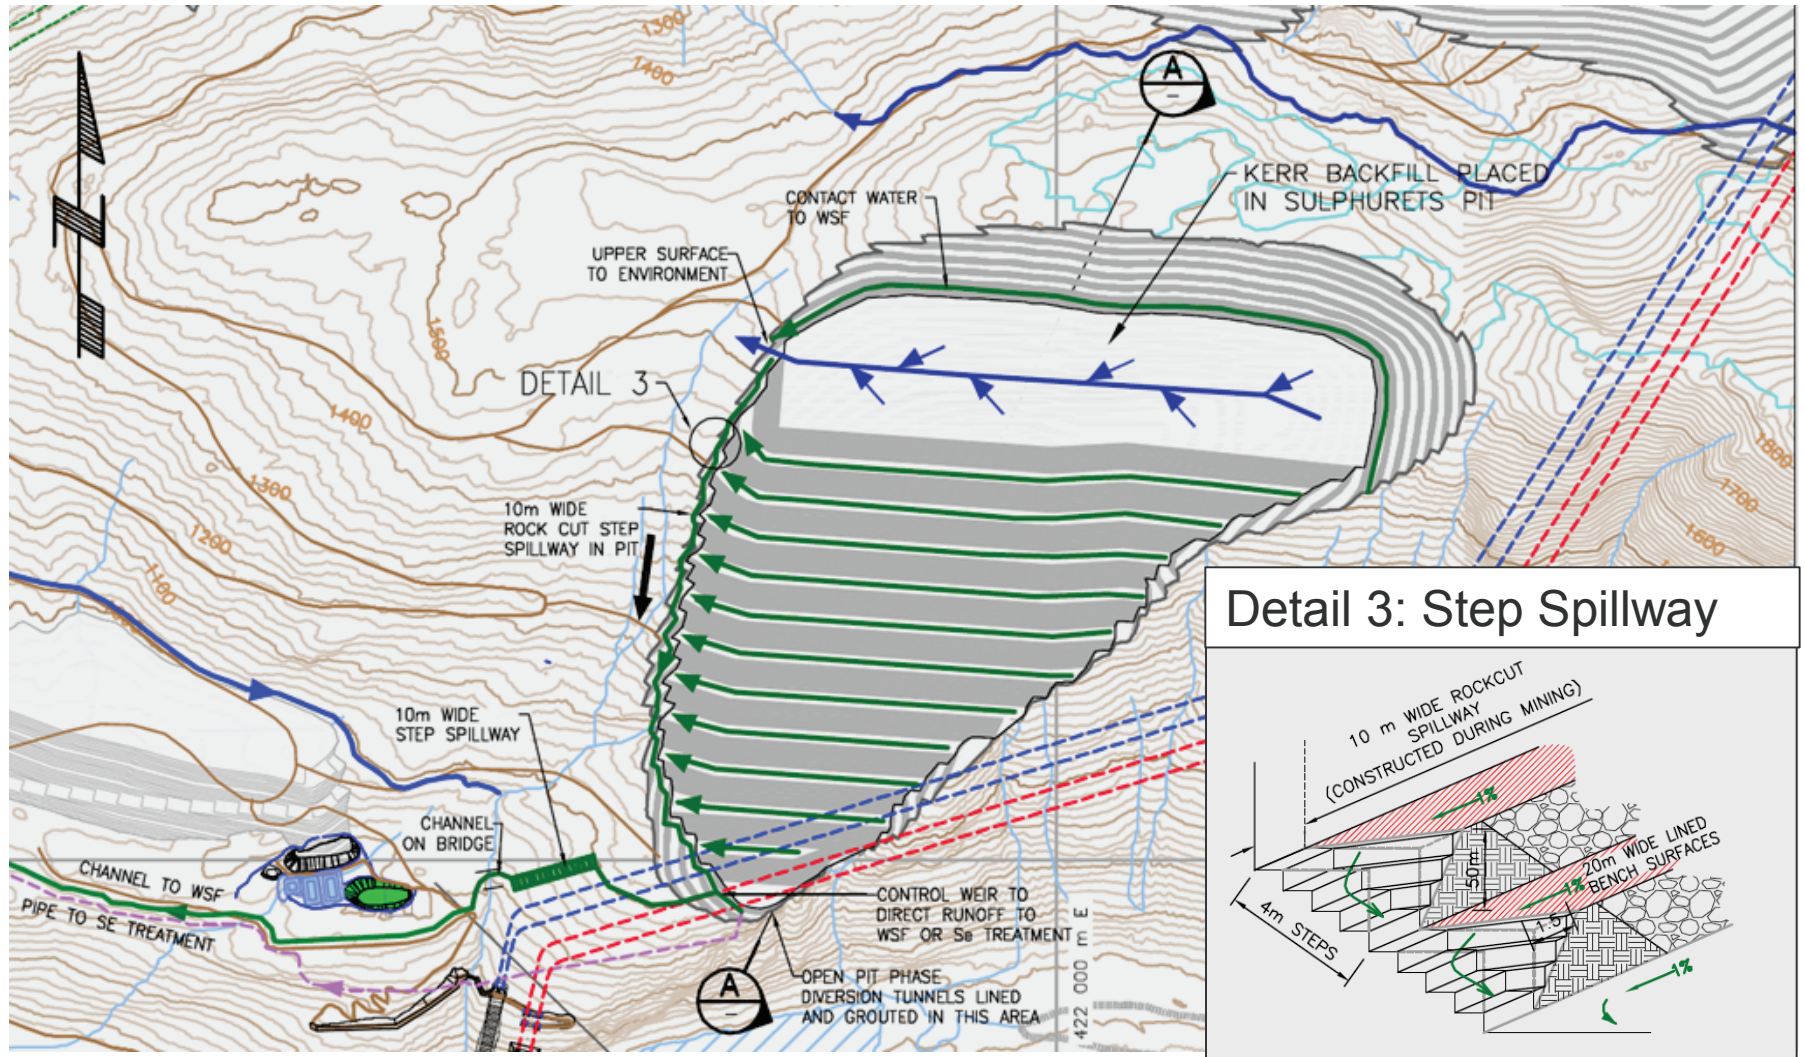 1300
1400
A
–
KERR BACKFILL PLACED
IN SULPHURETS PIT
CONTACT WATER
TO WSF
UPPER SURFACE
TO ENVIRONMENT
1500
DETAIL 3
1400
1300
1200
1100
10m WIDE
ROCK CUT STEP
SPILLWAY IN PIT
1800
1700
1600
10m WIDE
STEP SPILLWAY
CHANNEL
ON BRIDGE
CHANNEL TO WSF
PIPE TO SE TREATMENT
CONTROL WEIR TO
DIRECT RUNOFF TO
WSF OR Se TREATMENT
A
–
OPEN PIT PHASE
DIVERSION TUNNELS LINED
AND GROUTED IN THIS AREA
422 000 m E
Detail 3: Step Spillway
10 m WIDE ROCKCUT
SPILLWAY
(CONSTRUCTED DURING MINING)
1%
50m
20m WIDE LINED
BENCH SURFACES
1%
1.5
4m STEPS
1%